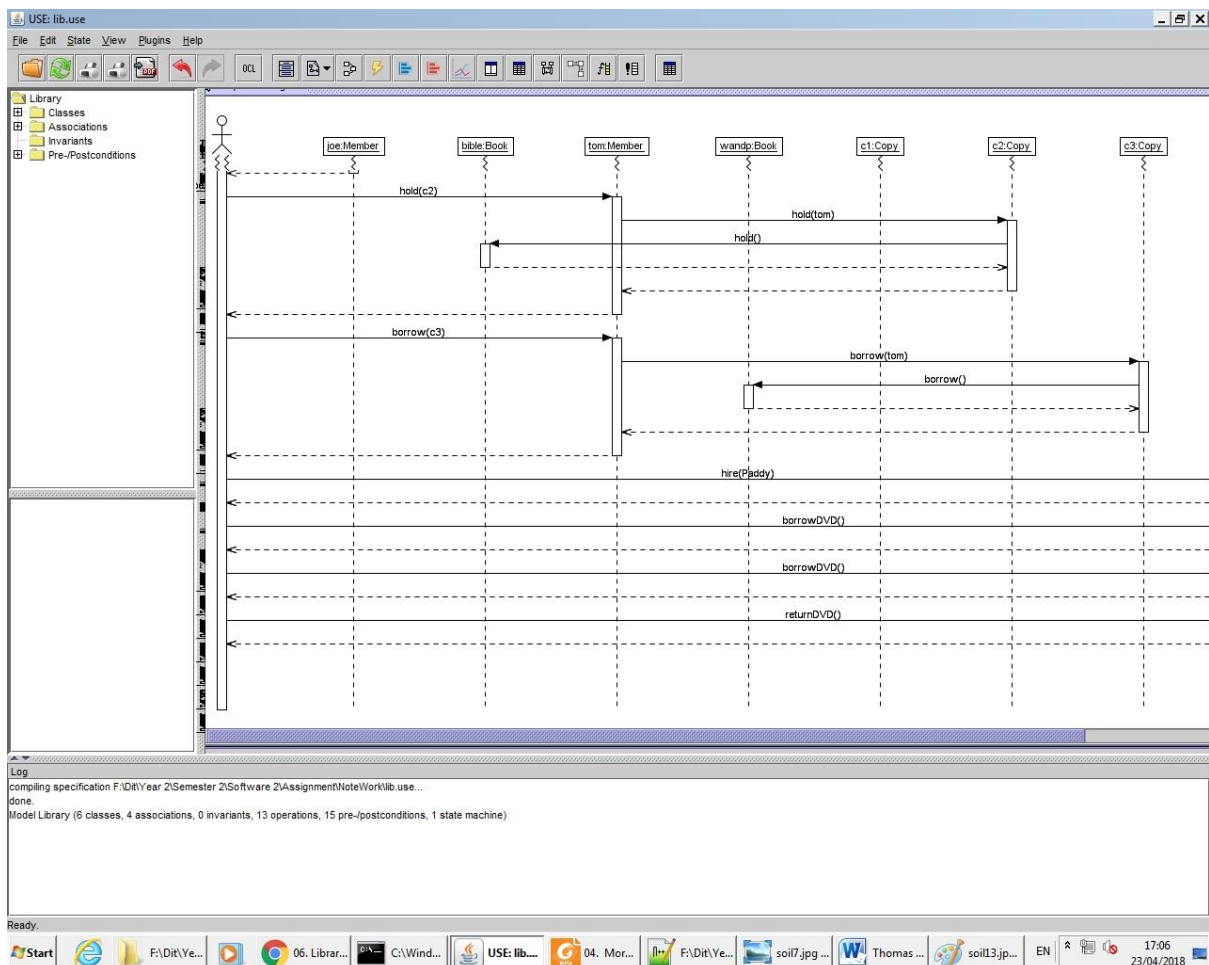 USE: lib.use
File Edit State View Plugins Help
OCL
Library
Classes
Associations
Invariants
Pre-/Postconditions
joe:Member bible:Book tom:Member wandp:Book c1:Copy c2:Copy c3:Copy
hold(c2)
hold(tom)
hold()
borrow(c3)
borrow(tom)
borrow()
hire(Paddy)
borrowDVD()
borrowDVD()
returnDVD()
Log
compiling specification F:\Dit\Year 2\Semester 2\Software 2\Assignment\NoteWork\lib.use...
done.
Model Library (6 classes, 4 associations, 0 invariants, 13 operations, 15 pre-/postconditions, 1 state machine)
Ready.
Start F:\Dit\Ye... 06. Librar... C:\Wind... USE: lib.... 04. Mor... F:\Dit\Ye... soil7.jpg ... Thomas ... soil13.jp... EN 17:06
23/04/2018